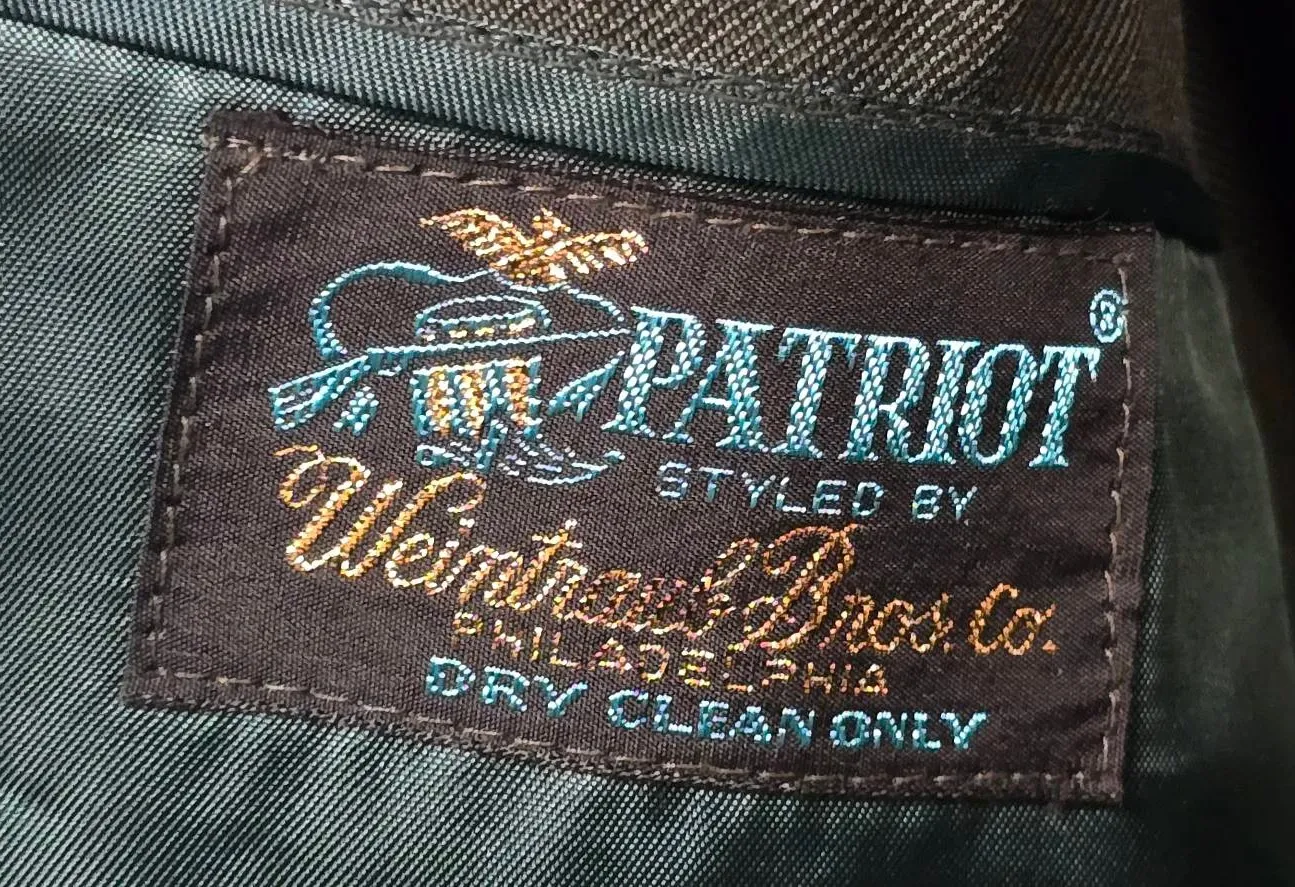 PATRIOT®
STYLED BY
Weintraub Bros. Co.
PHILADELPHIA
DRY CLEAN ONLY